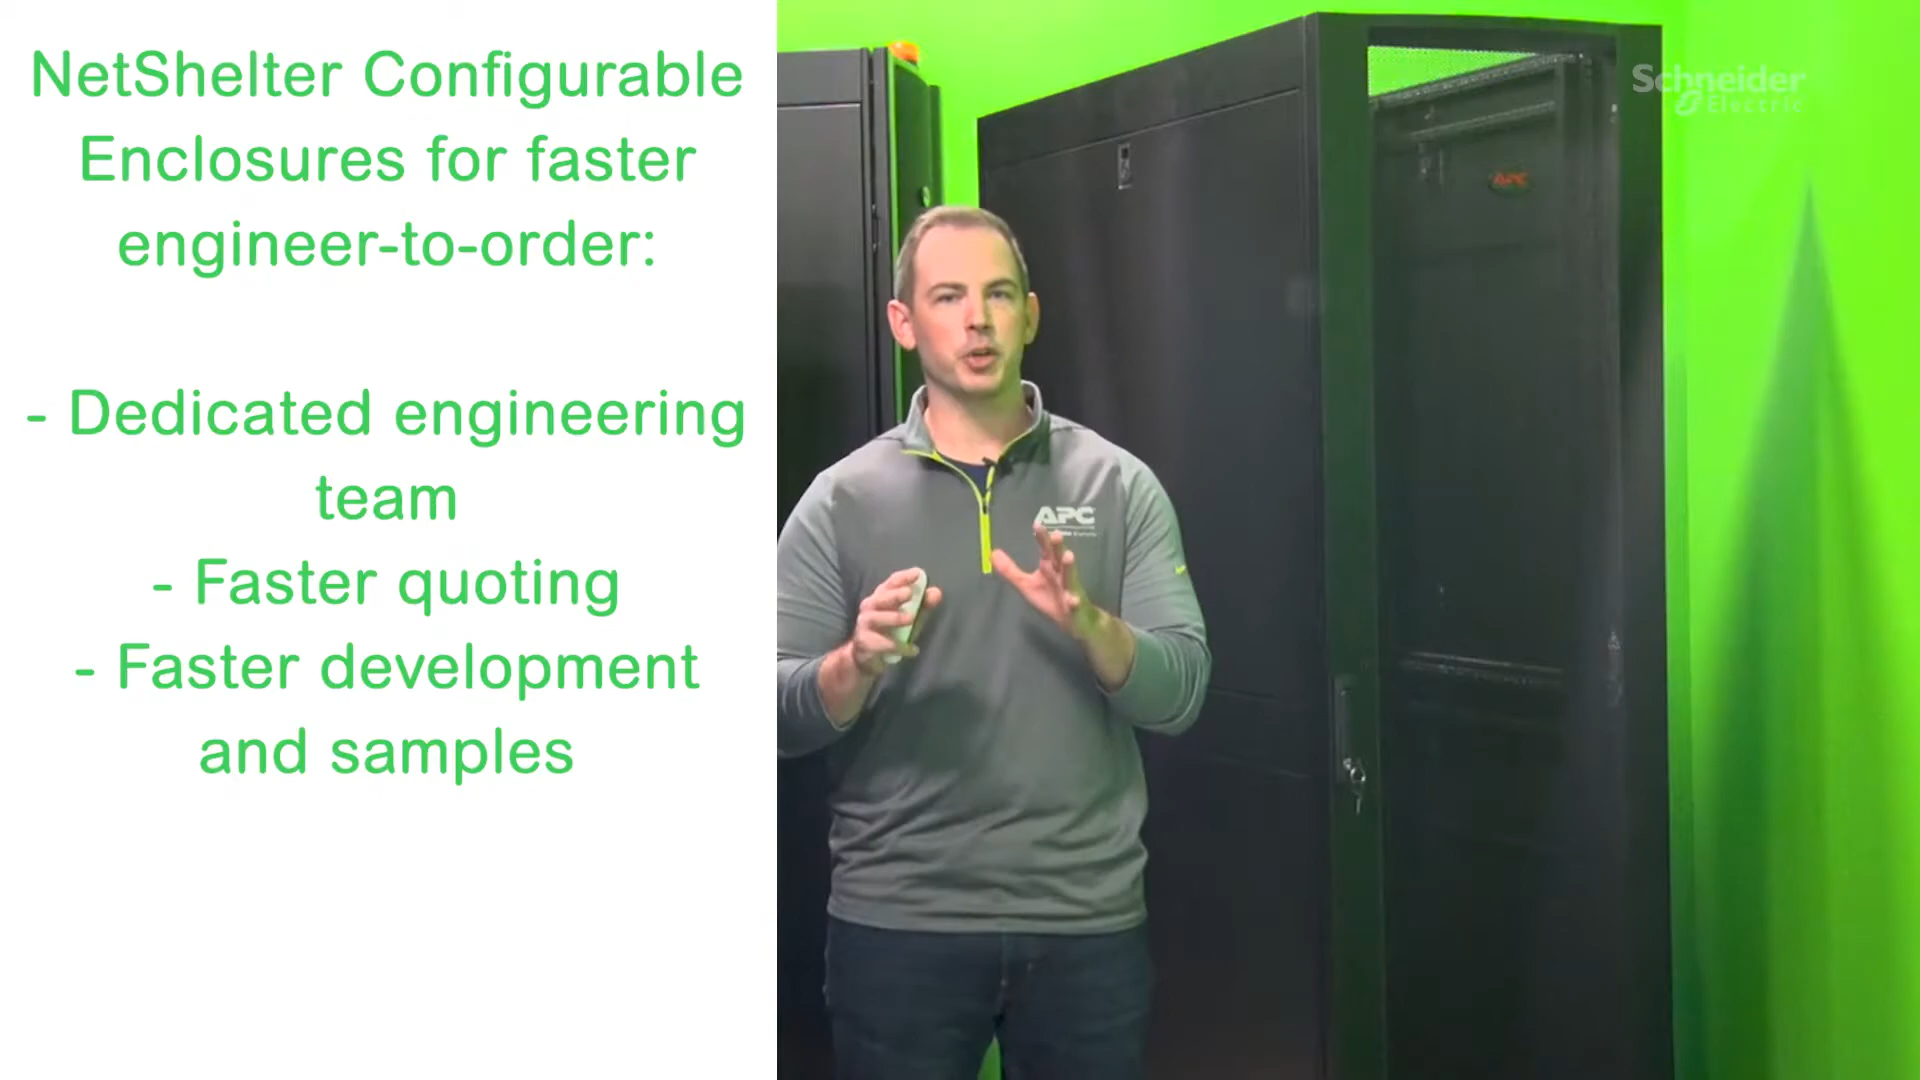 NetShelter Configurable
Enclosures for faster
engineer-to-order:
- Dedicated engineering
team
- Faster quoting
- Faster development
and samples
Schneider
Electric
APC
APC